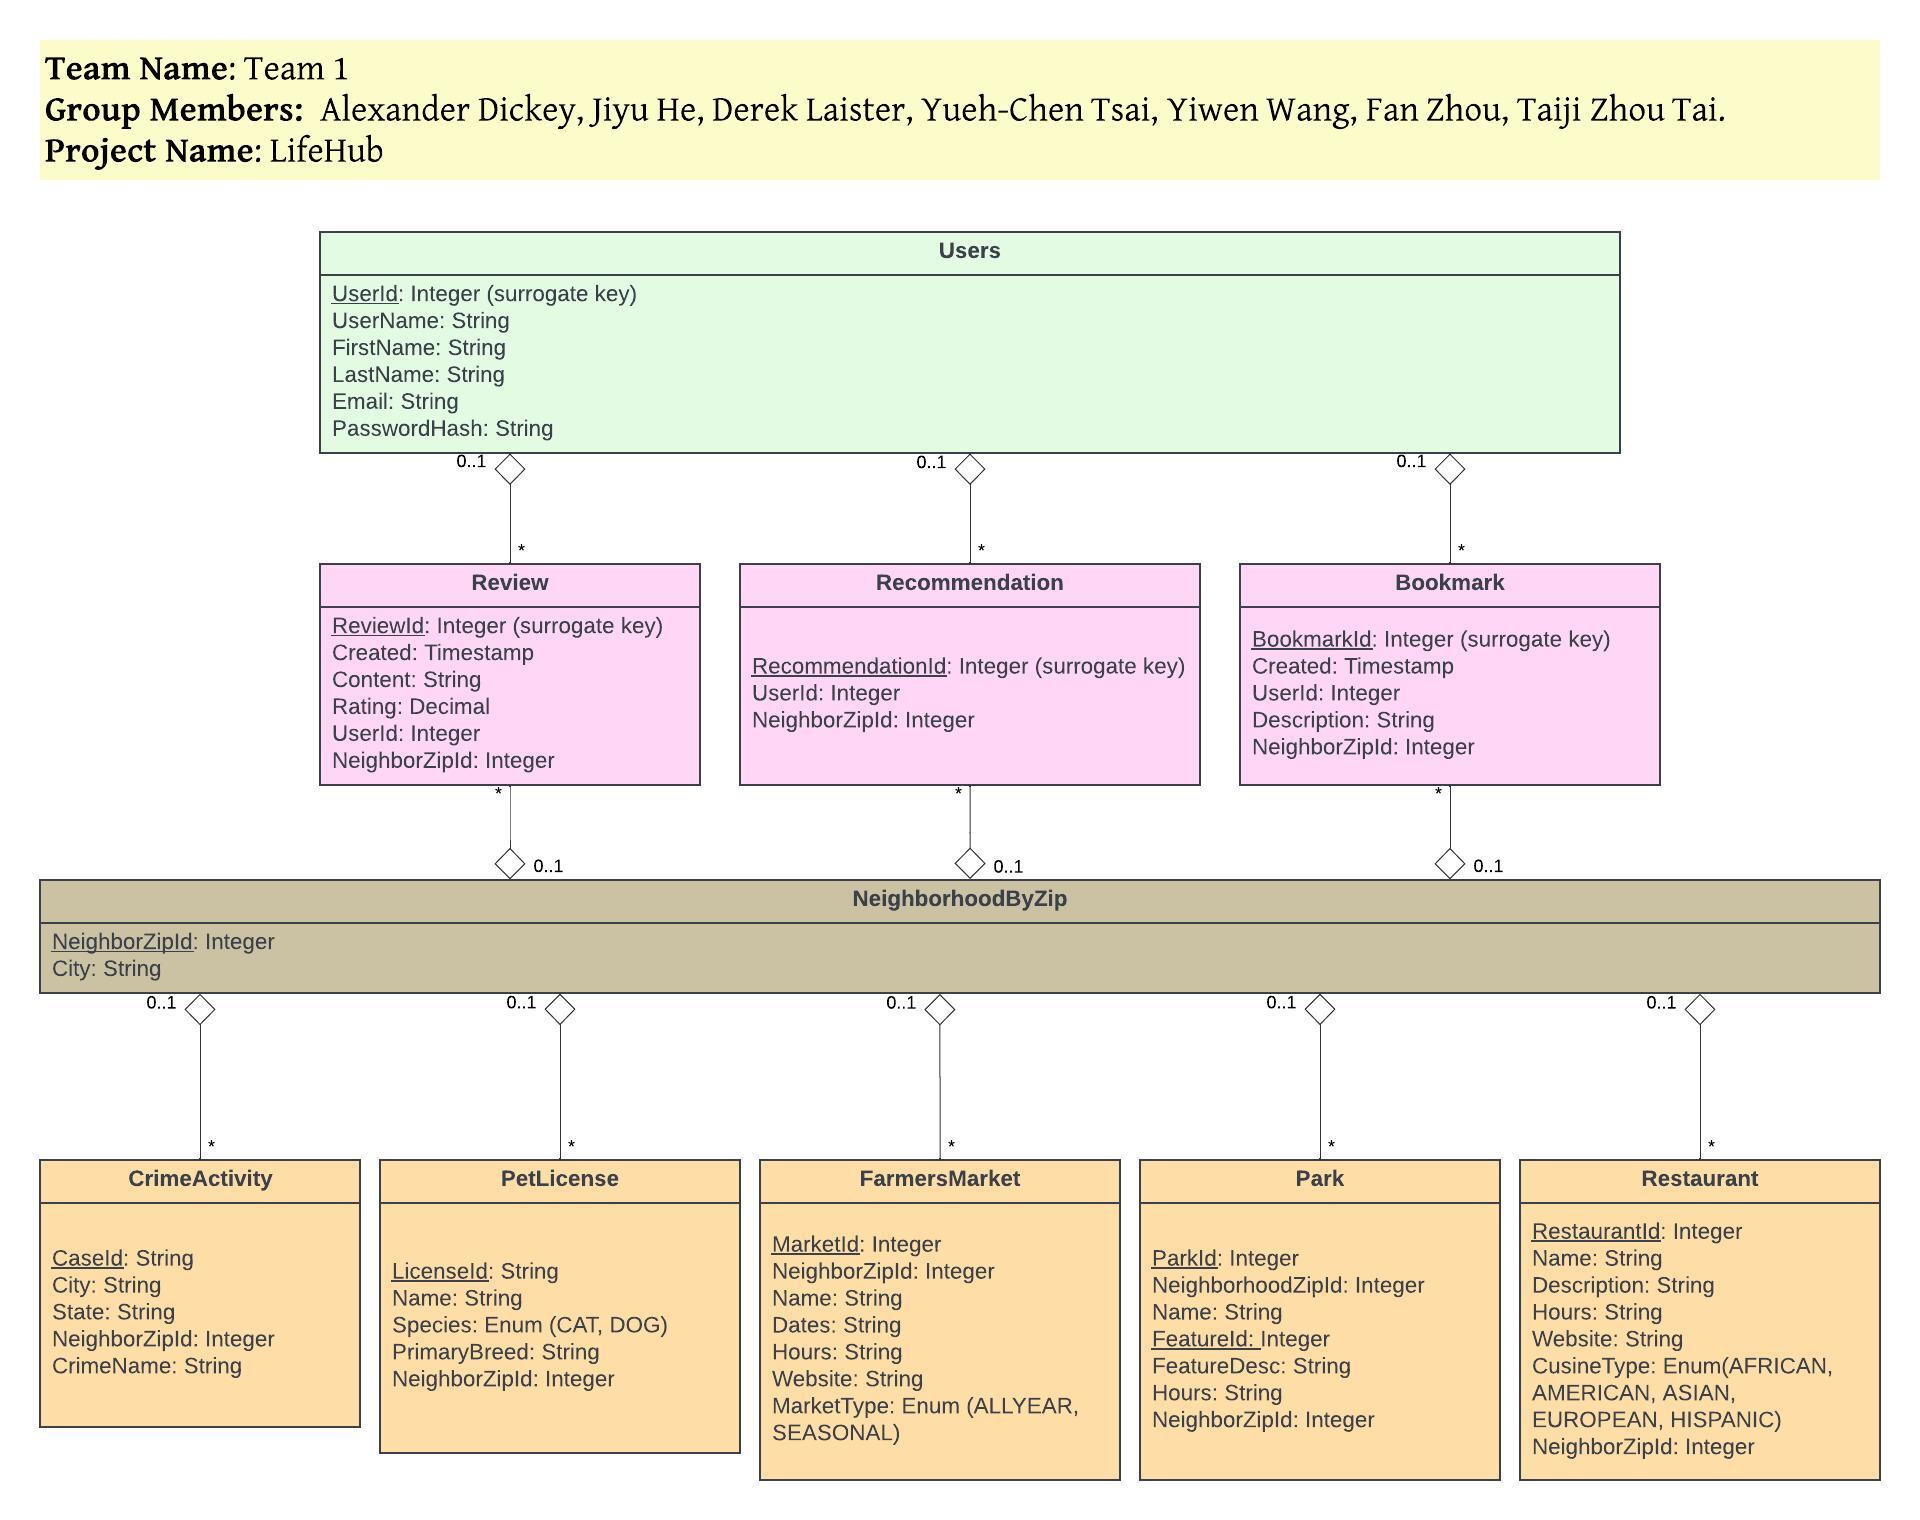 Team Name: Team 1
Group Members: Alexander Dickey, Jiyu He, Derek Laister, Yueh-Chen Tsai, Yiwen Wang, Fan Zhou, Taiji Zhou Tai.
Project Name: LifeHub
Users
UserId: Integer (surrogate key)
UserName: String
FirstName: String
LastName: String
Email: String
PasswordHash: String
0..1
0..1
0..1
*
*
*
Review
ReviewId: Integer (surrogate key)
Created: Timestamp
Content: String
Rating: Decimal
UserId: Integer
NeighborZipId: Integer
Recommendation
RecommendationId: Integer (surrogate key)
UserId: Integer
NeighborZipId: Integer
Bookmark
BookmarkId: Integer (surrogate key)
Created: Timestamp
UserId: Integer
Description: String
NeighborZipId: Integer
*
*
*
0..1
0..1
0..1
NeighborhoodByZip
NeighborZipId: Integer
City: String
0..1
0..1
0..1
0..1
0..1
*
*
*
*
*
CrimeActivity
CaseId: String
City: String
State: String
NeighborZipId: Integer
CrimeName: String
PetLicense
LicenseId: String
Name: String
Species: Enum (CAT, DOG)
PrimaryBreed: String
NeighborZipId: Integer
FarmersMarket
MarketId: Integer
NeighborZipId: Integer
Name: String
Dates: String
Hours: String
Website: String
MarketType: Enum (ALLYEAR,
SEASONAL)
Park
ParkId: Integer
NeighborhoodZipId: Integer
Name: String
FeatureId: Integer
FeatureDesc: String
Hours: String
NeighborZipId: Integer
Restaurant
RestaurantId: Integer
Name: String
Description: String
Hours: String
Website: String
CusineType: Enum(AFRICAN,
AMERICAN, ASIAN,
EUROPEAN, HISPANIC)
NeighborZipId: Integer